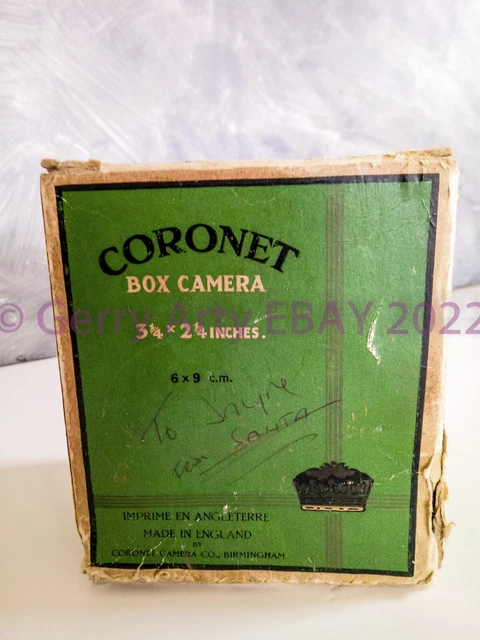 CORONET
BOX CAMERA
© Gerry Arty EBAY 2022
3¼ × 2¼ INCHES.
6 x 9 c.m.
To Jayne
From SANTA
IMPRIME EN ANGLETERRE
MADE IN ENGLAND
BY
CORONET CAMERA CO., BIRMINGHAM